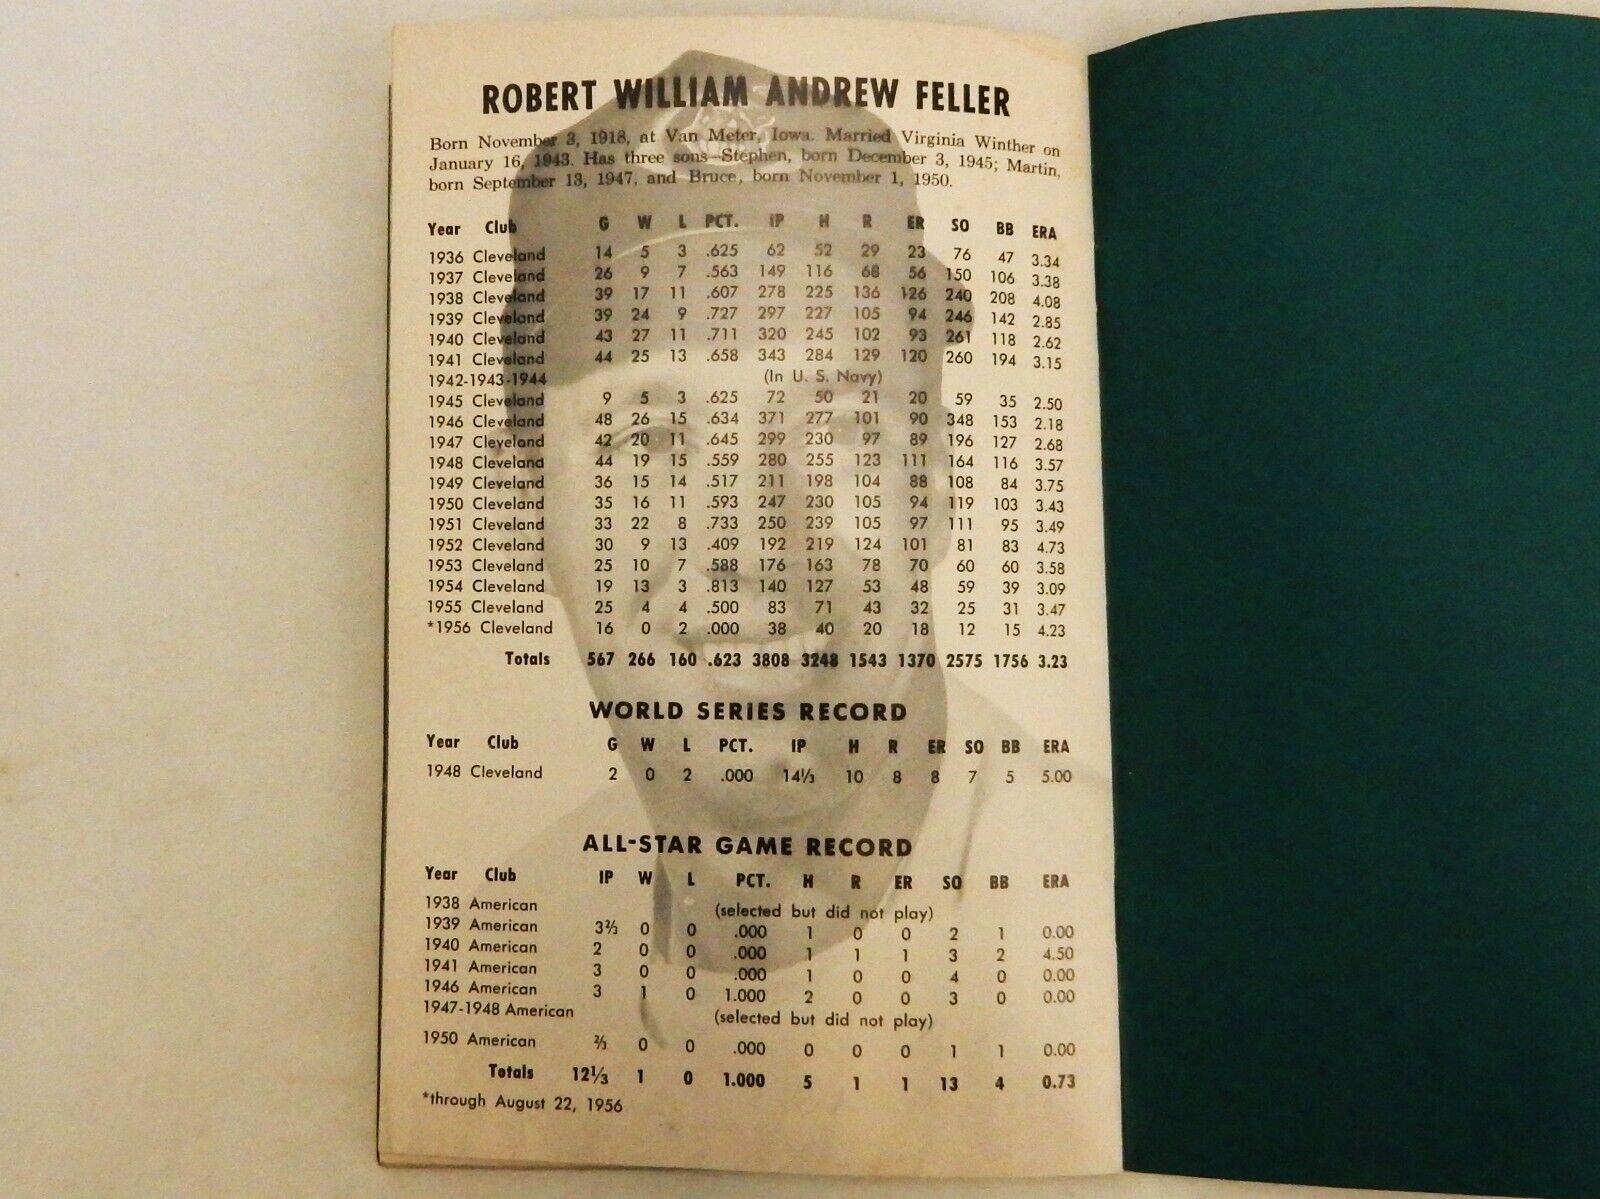 ROBERT WILLIAM ANDREW FELLER
Born November 3, 1918, at Van Meter, Iowa. Married Virginia Winther on
January 16, 1943. Has three sons—Stephen, born December 3, 1945; Martin,
born September 13, 1947, and Bruce, born November 1, 1950.
Year Club G W L PCT. IP H R ER SO BB ERA
1936 Cleveland 14 5 3 .625 62 52 29 23 76 47 3.34
1937 Cleveland 26 9 7 .563 149 116 68 56 150 106 3.38
1938 Cleveland 39 17 11 .607 278 225 136 126 240 208 4.08
1939 Cleveland 39 24 9 .727 297 227 105 94 246 142 2.85
1940 Cleveland 43 27 11 .711 320 245 102 93 261 118 2.62
1941 Cleveland 44 25 13 .658 343 284 129 120 260 194 3.15
1942-1943-1944 (In U. S. Navy)
1945 Cleveland 9 5 3 .625 72 50 21 20 59 35 2.50
1946 Cleveland 48 26 15 .634 371 277 101 90 348 153 2.18
1947 Cleveland 42 20 11 .645 299 230 97 89 196 127 2.68
1948 Cleveland 44 19 15 .559 280 255 123 111 164 116 3.57
1949 Cleveland 36 15 14 .517 211 198 104 88 108 84 3.75
1950 Cleveland 35 16 11 .593 247 230 105 94 119 103 3.43
1951 Cleveland 33 22 8 .733 250 239 105 97 111 95 3.49
1952 Cleveland 30 9 13 .409 192 219 124 101 81 83 4.73
1953 Cleveland 25 10 7 .588 176 163 78 70 60 60 3.58
1954 Cleveland 19 13 3 .813 140 127 53 48 59 39 3.09
1955 Cleveland 25 4 4 .500 83 71 43 32 25 31 3.47
*1956 Cleveland 16 0 2 .000 38 40 20 18 12 15 4.23
Totals 567 266 160 .623 3808 3248 1543 1370 2575 1756 3.23
WORLD SERIES RECORD
Year Club G W L PCT. IP H R ER SO BB ERA
1948 Cleveland 2 0 2 .000 14⅓ 10 8 8 7 5 5.00
ALL-STAR GAME RECORD
Year Club IP W L PCT. H R ER SO BB ERA
1938 American (selected but did not play)
1939 American 3⅔ 0 0 .000 1 0 0 2 1 0.00
1940 American 2 0 0 .000 1 1 1 3 2 4.50
1941 American 3 0 0 .000 1 0 0 4 0 0.00
1946 American 3 1 0 1.000 2 0 0 3 0 0.00
1947-1948 American (selected but did not play)
1950 American ⅔ 0 0 .000 0 0 0 1 1 0.00
Totals 12⅓ 1 0 1.000 5 1 1 13 4 0.73
*through August 22, 1956